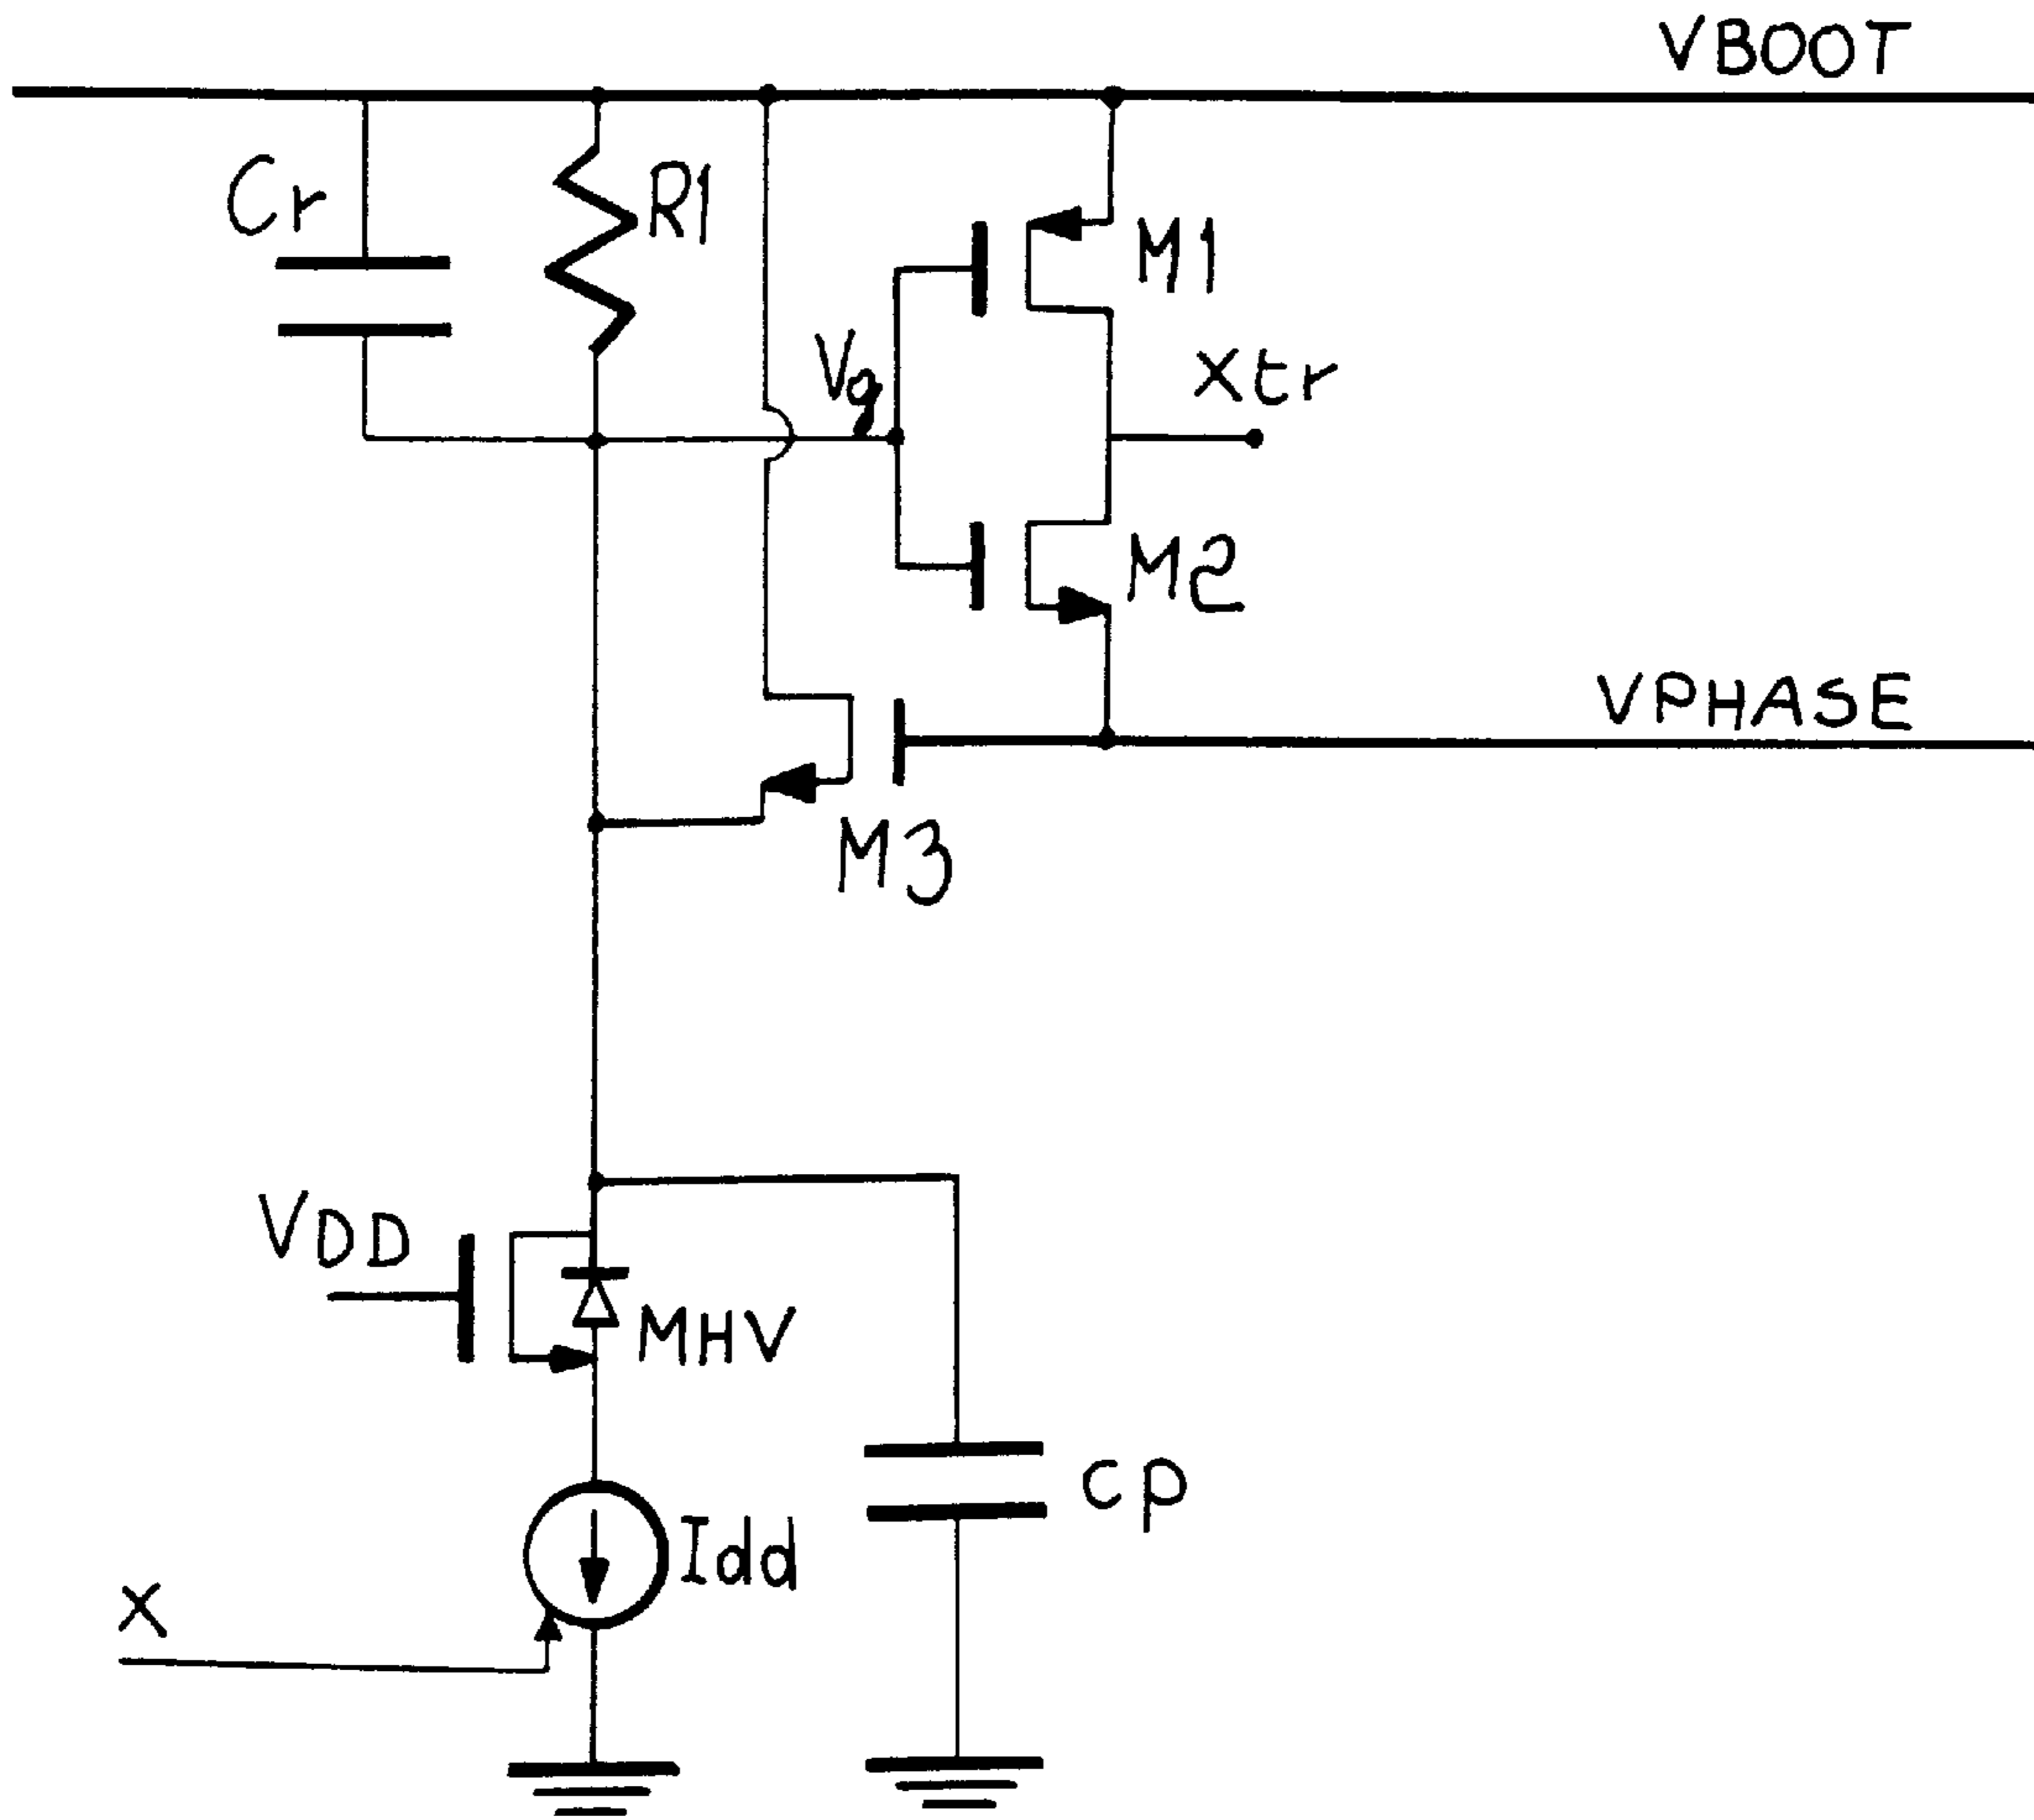 VBOOT
Cr
R1
M1
Vg
xtr
M2
VPHASE
M3
VDD
MHV
cp
Idd
x